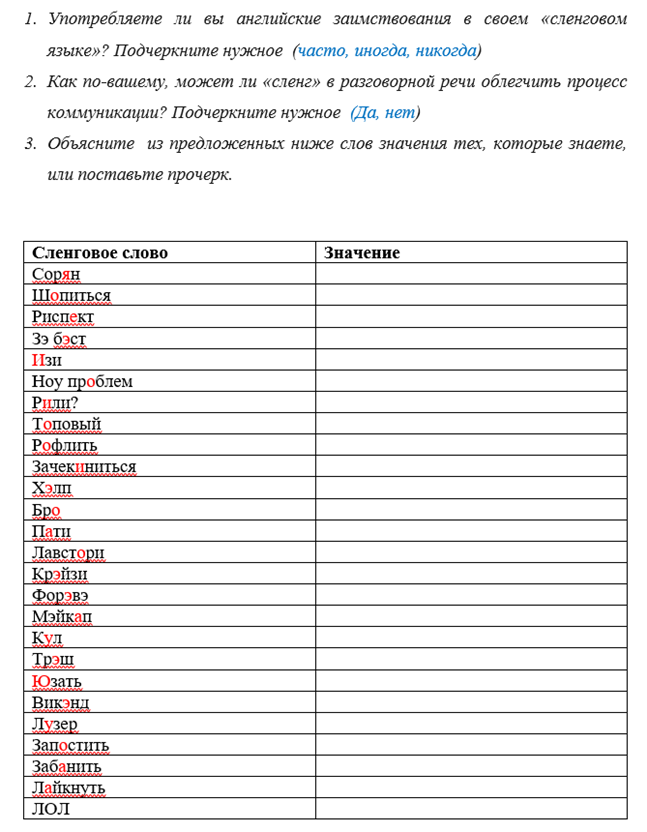 1. Употребляете ли вы английские заимствования в своем «сленговом
языке»? Подчеркните нужное (часто, иногда, никогда)
2. Как по-вашему, может ли «сленг» в разговорной речи облегчить процесс
коммуникации? Подчеркните нужное (Да, нет)
3. Объясните из предложенных ниже слов значения тех, которые знаете,
или поставьте прочерк.
Сленговое слово Значение
Сорян
Шопиться
Риспект
Зэ бэст
Изи
Ноу проблем
Рили?
Топовый
Рофлить
Зачекиниться
Хэлп
Бро
Пати
Лавстори
Крэйзи
Форэвэ
Мэйкап
Кул
Трэш
Юзать
Викэнд
Лузер
Запостить
Забанить
Лайкнуть
ЛОЛ